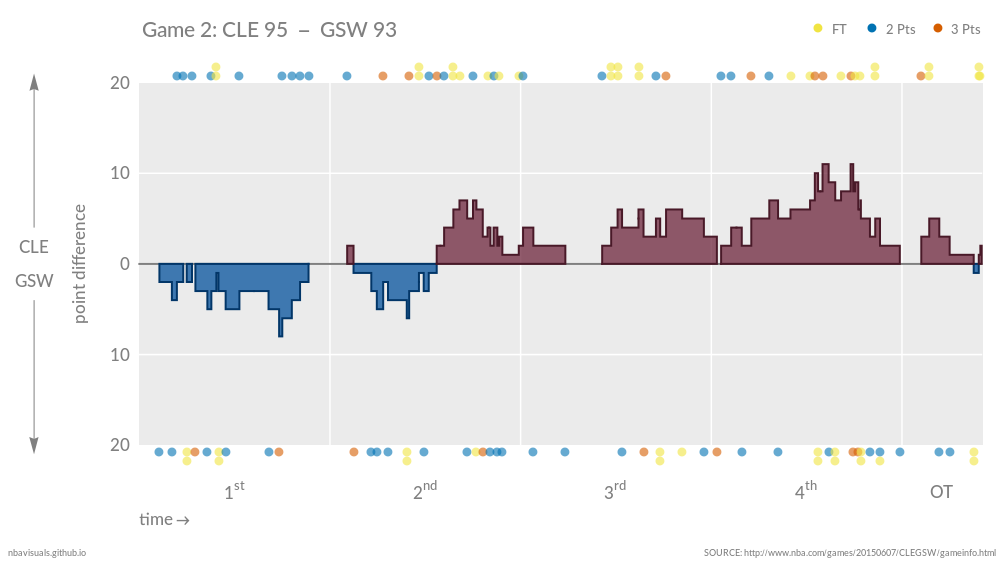 Game 2: CLE 95 – GSW 93
FT
2 Pts
3 Pts
20
10
0
10
20
CLE
GSW
point difference
1st
2nd
3rd
4th
OT
time→
nbavisuals.github.io
SOURCE: http://www.nba.com/games/20150607/CLEGSW/gameinfo.html